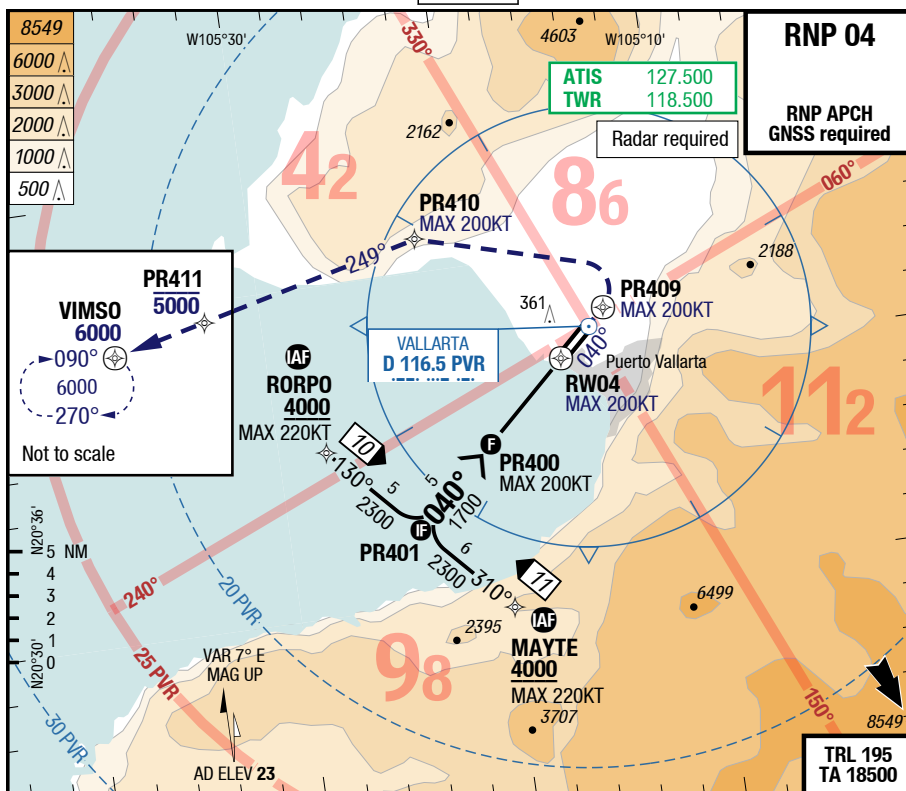 8549
6000
3000
2000
1000
500
W105°30'
330°
4603
W105°10'
RNP 04
RNP APCH
GNSS required
ATIS 127.500
TWR 118.500
Radar required
2162
42
86
060°
PR410
MAX 200KT
249°
2188
PR411
5000
VIMSO
6000
090°
6000
270°
Not to scale
361
PR409
MAX 200KT
VALLARTA
D 116.5 PVR
040°
Puerto Vallarta
RW04
MAX 200KT
112
IAF
RORPO
4000
MAX 220KT
10
130°
5
2300
F
PR400
MAX 200KT
5
040°
1700
IF
PR401
6
2300
310°
11
IAF
MAYTE
4000
MAX 220KT
N20°36'
5 NM
4
3
2
1
0
N20°30'
240°
20 PVR
25 PVR
30 PVR
6499
2395
98
3707
VAR 7° E
MAG UP
AD ELEV 23
150°
8549
TRL 195
TA 18500